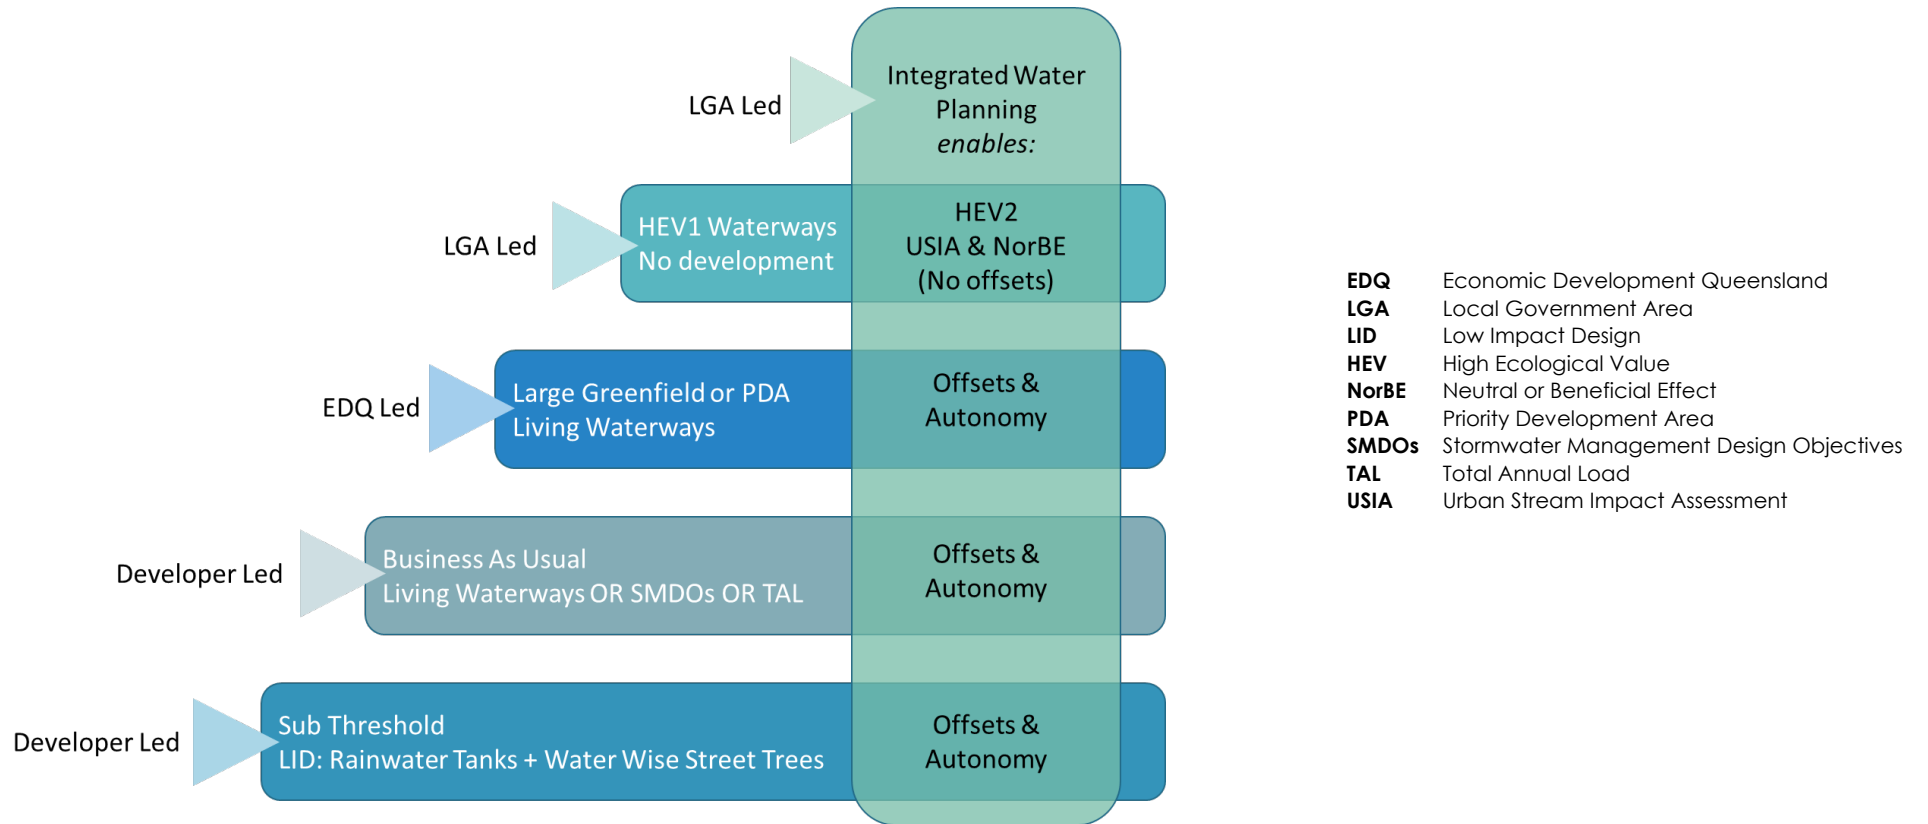 LGA Led
Integrated Water
Planning
enables:
LGA Led
HEV1 Waterways
No development
HEV2
USIA & NorBE
(No offsets)
EDQ Led
Large Greenfield or PDA
Living Waterways
Offsets &
Autonomy
Developer Led
Business As Usual
Living Waterways OR SMDOs OR TAL
Offsets &
Autonomy
Developer Led
Sub Threshold
LID: Rainwater Tanks + Water Wise Street Trees
Offsets &
Autonomy
EDQ Economic Development Queensland
LGA Local Government Area
LID Low Impact Design
HEV High Ecological Value
NorBE Neutral or Beneficial Effect
PDA Priority Development Area
SMDOs Stormwater Management Design Objectives
TAL Total Annual Load
USIA Urban Stream Impact Assessment